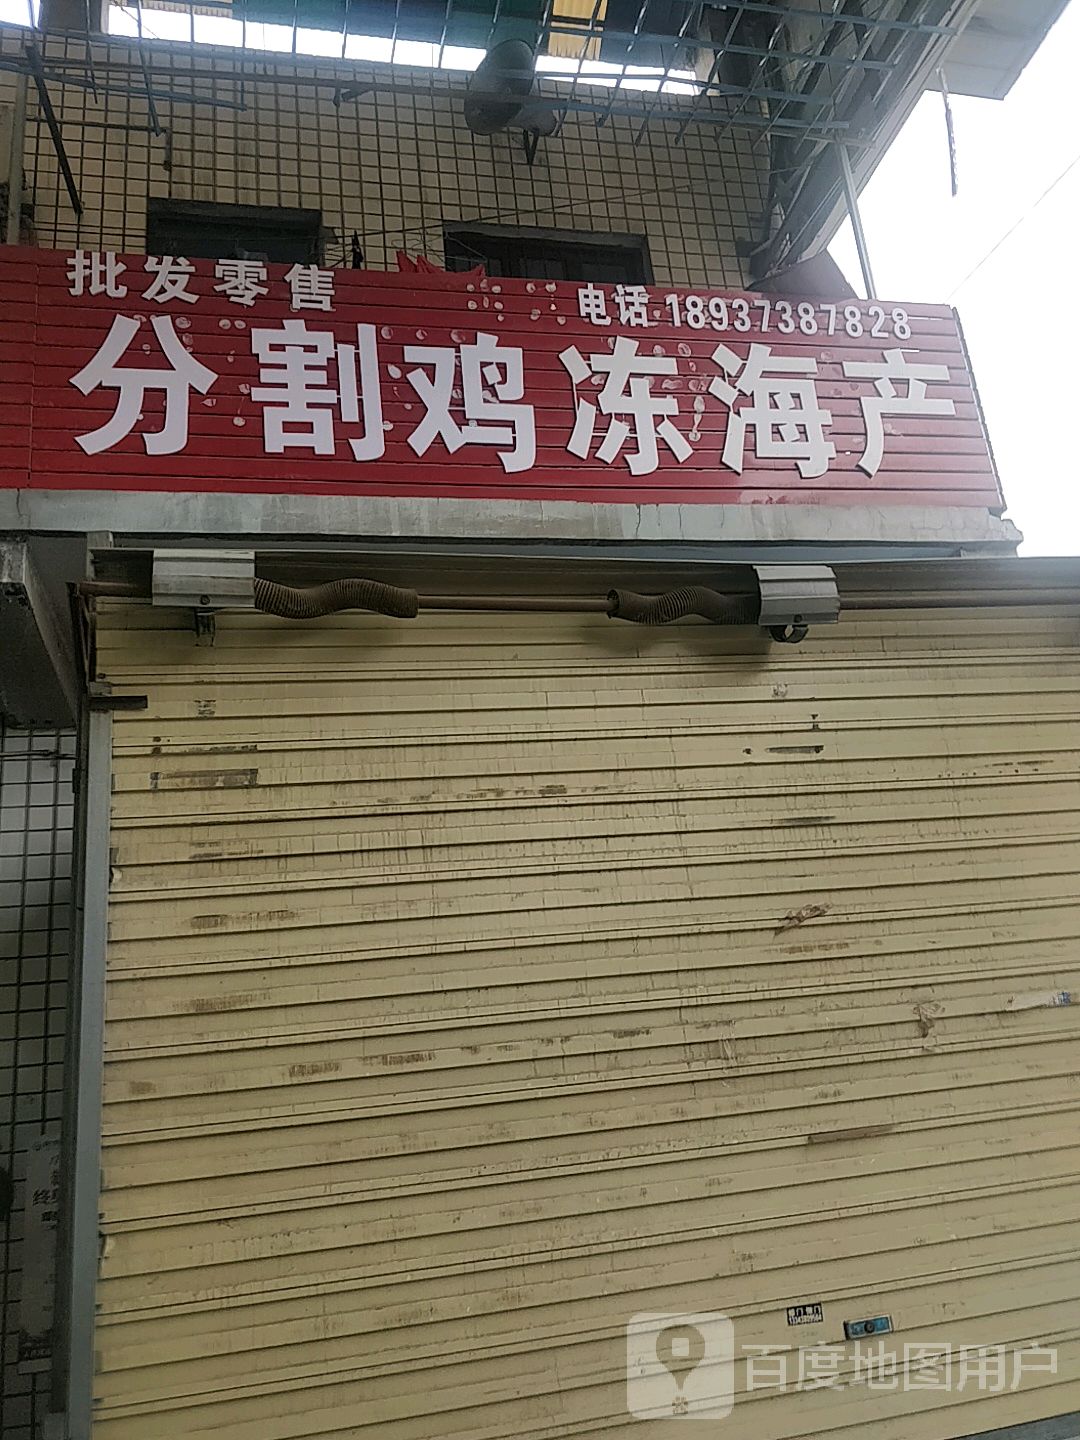 批发零售
电话:18937387828
分割鸡 冻海产
百度地图用户